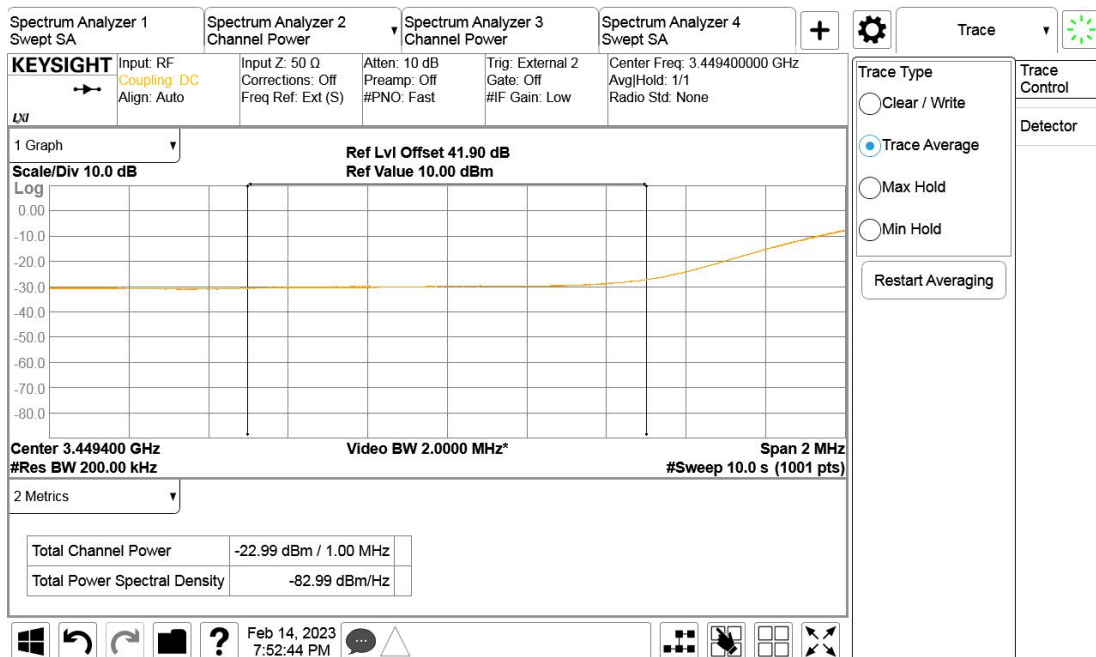 Spectrum Analyzer 1
Swept SA
Spectrum Analyzer 2
Channel Power
Spectrum Analyzer 3
Channel Power
Spectrum Analyzer 4
Swept SA
+
Trace
KEYSIGHT
LXI
Input: RF
Coupling: DC
Align: Auto
Input Z: 50 Ω
Corrections: Off
Freq Ref: Ext (S)
Atten: 10 dB
Preamp: Off
#PNO: Fast
Trig: External 2
Gate: Off
#IF Gain: Low
Center Freq: 3.449400000 GHz
Avg|Hold: 1/1
Radio Std: None
Trace Type
Clear / Write
Trace Average
Max Hold
Min Hold
Restart Averaging
Trace
Control
Detector
1 Graph
Scale/Div 10.0 dB
Ref Lvl Offset 41.90 dB
Ref Value 10.00 dBm
Log
0.00
-10.0
-20.0
-30.0
-40.0
-50.0
-60.0
-70.0
-80.0
Center 3.449400 GHz
#Res BW 200.00 kHz
Video BW 2.0000 MHz*
Span 2 MHz
#Sweep 10.0 s (1001 pts)
2 Metrics
Total Channel Power -22.99 dBm / 1.00 MHz
Total Power Spectral Density -82.99 dBm/Hz
?
Feb 14, 2023
7:52:44 PM